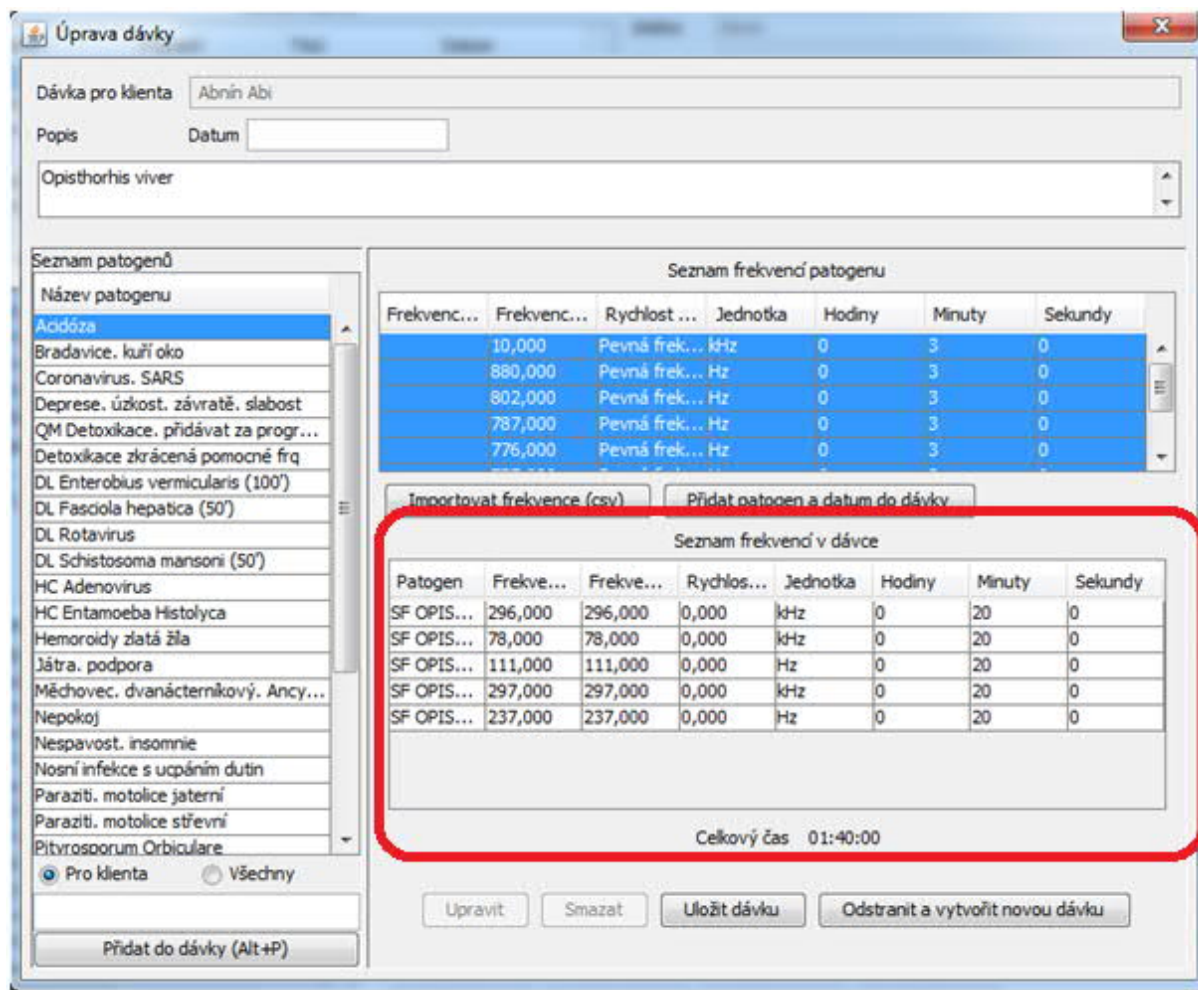 Úprava dávky
Dávka pro klienta Abnín Abi
Popis Datum
Opisthorhis viver
Seznam patogenů
Název patogenu
Acidóza
Bradavice. kuří oko
Coronavirus. SARS
Deprese. úzkost. závratě. slabost
QM Detoxikace. přidávat za progr...
Detoxikace zkrácená pomocné frq
DL Enterobius vermicularis (100')
DL Fasciola hepatica (50')
DL Rotavirus
DL Schistosoma mansoni (50')
HC Adenovirus
HC Entamoeba Histolyca
Hemoroidy zlatá žíla
Játra. podpora
Měchovec. dvanácterníkový. Ancy...
Nepokoj
Nespavost. insomnie
Nosní infekce s ucpáním dutin
Paraziti. motolice jaterní
Paraziti. motolice střevní
Pityrosporum Orbiculare
Pro klienta Všechny
Přidat do dávky (Alt+P)
Seznam frekvencí patogenu
Frekvenc... Frekvenc... Rychlost ... Jednotka Hodiny Minuty Sekundy
10,000 Pevná frek... kHz 0 3 0
880,000 Pevná frek... Hz 0 3 0
802,000 Pevná frek... Hz 0 3 0
787,000 Pevná frek... Hz 0 3 0
776,000 Pevná frek... Hz 0 3 0
Importovat frekvence (csv) Přidat patogen a datum do dávky
Seznam frekvencí v dávce
Patogen Frekve... Frekve... Rychlos... Jednotka Hodiny Minuty Sekundy
SF OPIS... 296,000 296,000 0,000 kHz 0 20 0
SF OPIS... 78,000 78,000 0,000 kHz 0 20 0
SF OPIS... 111,000 111,000 0,000 Hz 0 20 0
SF OPIS... 297,000 297,000 0,000 kHz 0 20 0
SF OPIS... 237,000 237,000 0,000 Hz 0 20 0
Celkový čas 01:40:00
Upravit Smazat Uložit dávku Odstranit a vytvořit novou dávku